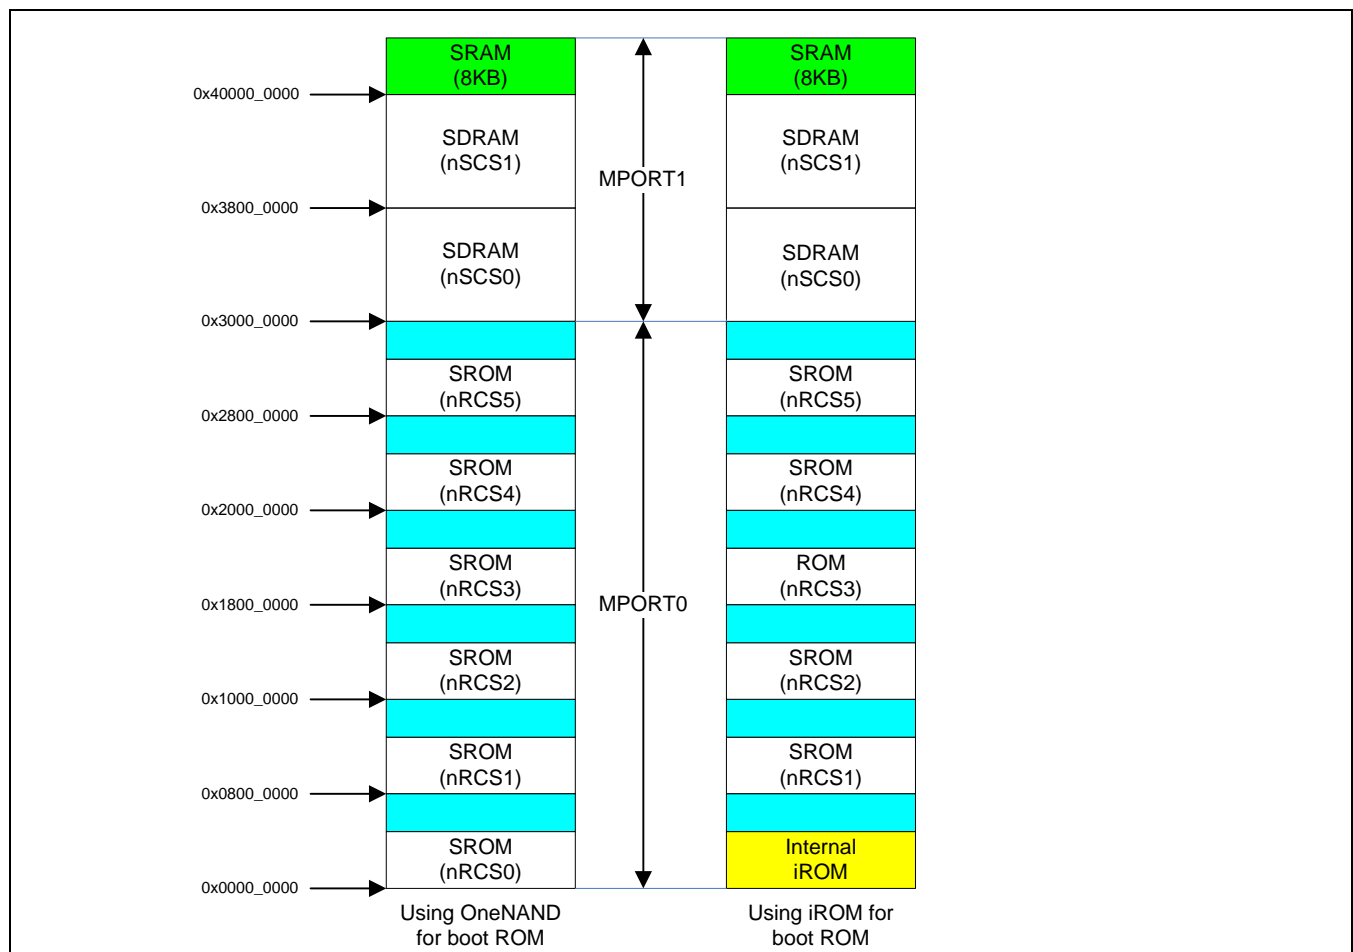 SRAM
(8KB)
SRAM
(8KB)
0x40000_0000
SDRAM
(nSCS1)
SDRAM
(nSCS1)
MPORT1
0x3800_0000
SDRAM
(nSCS0)
SDRAM
(nSCS0)
0x3000_0000
SROM
(nRCS5)
SROM
(nRCS5)
0x2800_0000
SROM
(nRCS4)
SROM
(nRCS4)
0x2000_0000
SROM
(nRCS3)
ROM
(nRCS3)
0x1800_0000
MPORT0
SROM
(nRCS2)
SROM
(nRCS2)
0x1000_0000
SROM
(nRCS1)
SROM
(nRCS1)
0x0800_0000
SROM
(nRCS0)
Internal
iROM
0x0000_0000
Using OneNAND
for boot ROM
Using iROM for
boot ROM